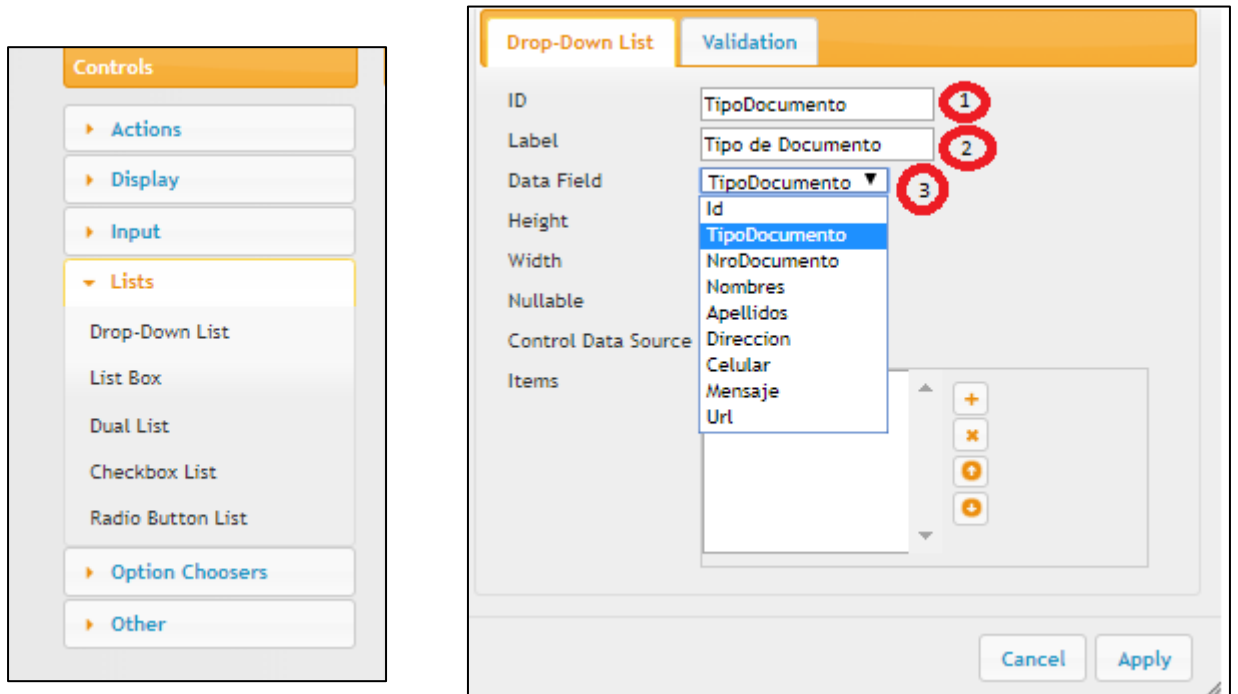 Controls
Actions
Display
Input
Lists
Drop-Down List
List Box
Dual List
Checkbox List
Radio Button List
Option Choosers
Other
Drop-Down List Validation
ID TipoDocumento 1
Label Tipo de Documento 2
Data Field TipoDocumento 3
Height
Width
Nullable
Control Data Source
Items
Id
TipoDocumento
NroDocumento
Nombres
Apellidos
Direccion
Celular
Mensaje
Url
Cancel Apply